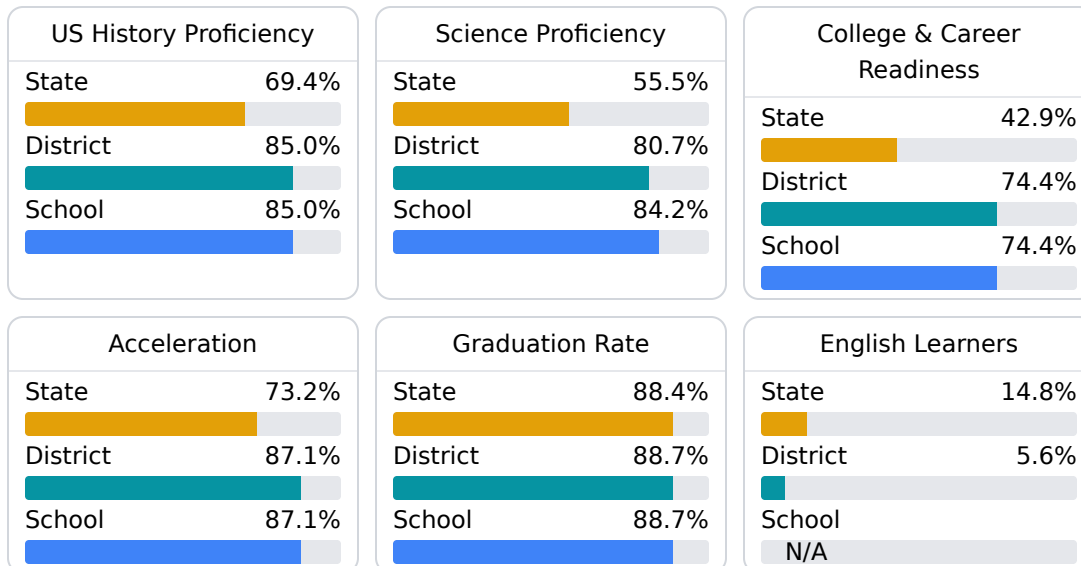 US History Proficiency
State 69.4%
District 85.0%
School 85.0%
Science Proficiency
State 55.5%
District 80.7%
School 84.2%
College & Career
Readiness
State 42.9%
District 74.4%
School 74.4%
Acceleration
State 73.2%
District 87.1%
School 87.1%
Graduation Rate
State 88.4%
District 88.7%
School 88.7%
English Learners
State 14.8%
District 5.6%
School
N/A